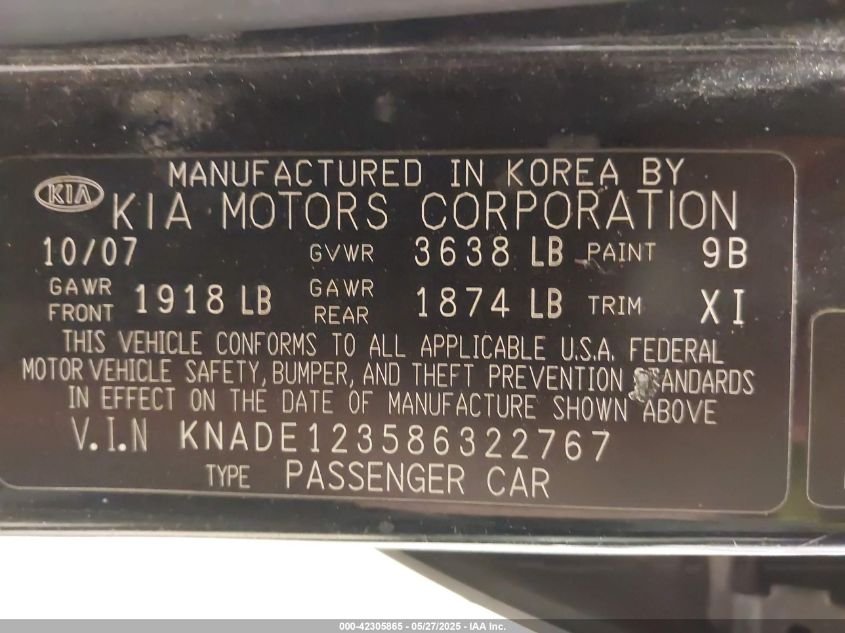 MANUFACTURED IN KOREA BY
KIA KIA MOTORS CORPORATION
10/07 GVWR 3638 LB PAINT 9B
GAWR FRONT 1918 LB GAWR REAR 1874 LB TRIM XI
THIS VEHICLE CONFORMS TO ALL APPLICABLE U.S.A. FEDERAL
MOTOR VEHICLE SAFETY, BUMPER, AND THEFT PREVENTION STANDARDS
IN EFFECT ON THE DATE OF MANUFACTURE SHOWN ABOVE
V.I.N KNADE123586322767
TYPE PASSENGER CAR
000-42305865 - 05/27/2025 - IAA Inc.